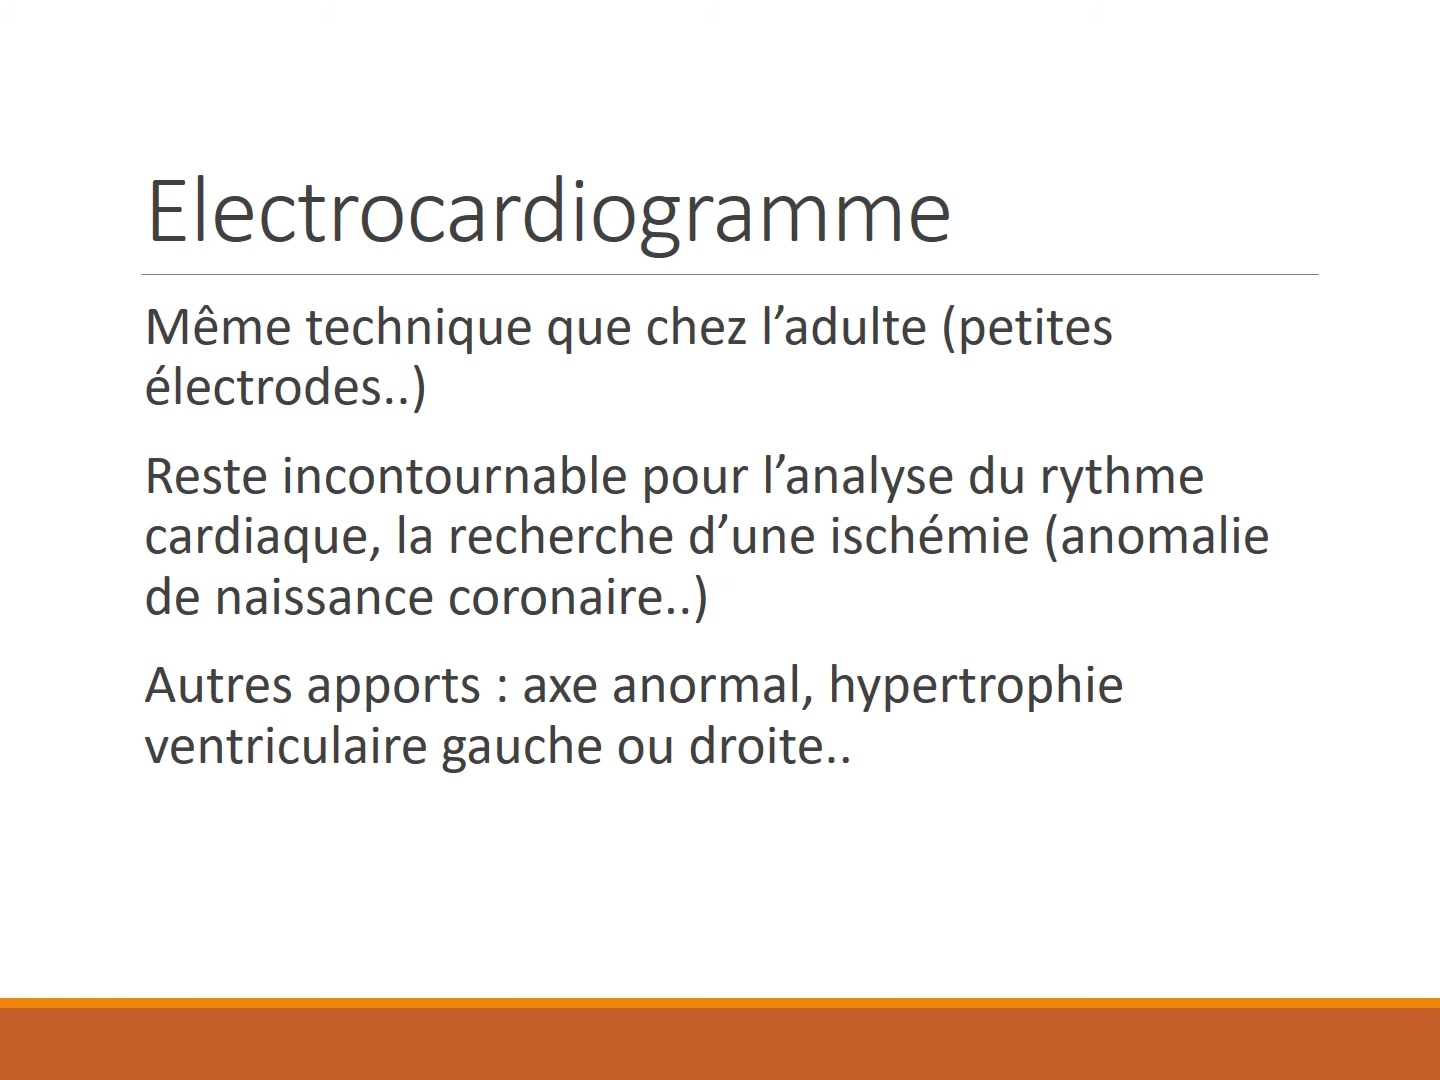 Electrocardiogramme
Même technique que chez l’adulte (petites
électrodes..)
Reste incontournable pour l’analyse du rythme
cardiaque, la recherche d’une ischémie (anomalie
de naissance coronaire..)
Autres apports : axe anormal, hypertrophie
ventriculaire gauche ou droite..